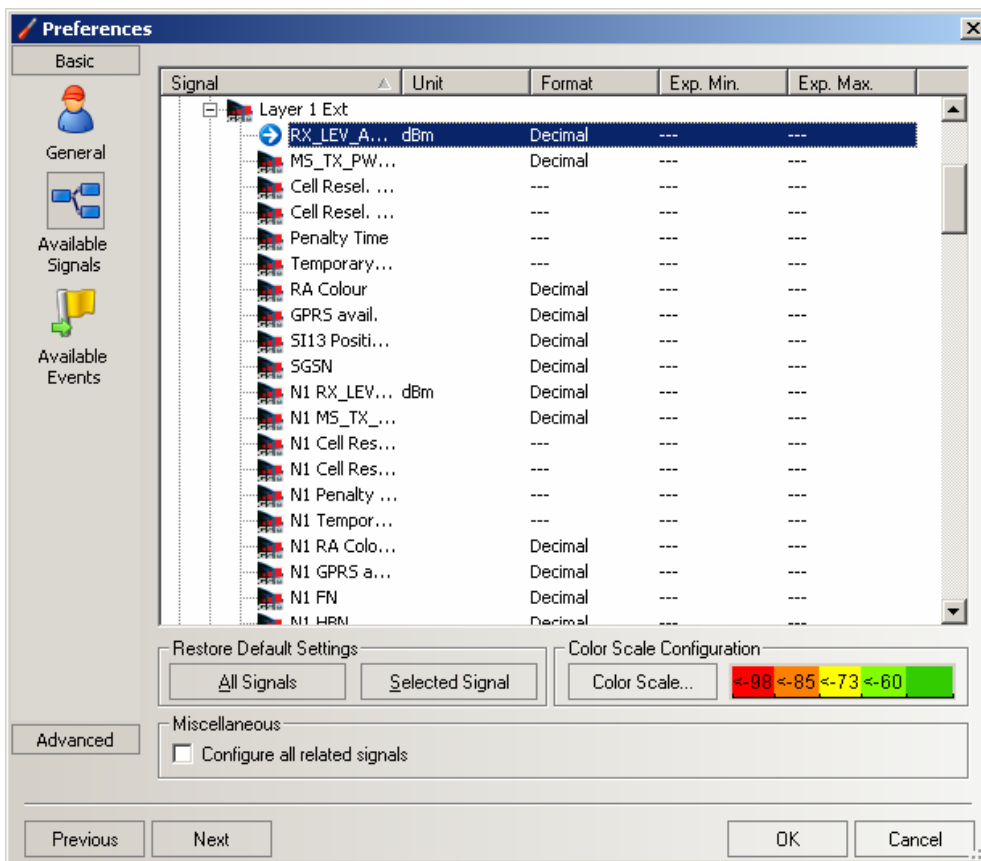 Preferences
Basic
General
Available
Signals
Available
Events
Advanced
Signal Unit Format Exp. Min. Exp. Max.
Layer 1 Ext
RX_LEV_A... dBm Decimal --- ---
MS_TX_PW... Decimal --- ---
Cell Resel. ... --- --- ---
Cell Resel. ... --- --- ---
Penalty Time --- --- ---
Temporary... --- --- ---
RA Colour Decimal --- ---
GPRS avail. Decimal --- ---
SI13 Positi... Decimal --- ---
SGSN Decimal --- ---
N1 RX_LEV... dBm Decimal --- ---
N1 MS_TX_... Decimal --- ---
N1 Cell Res... --- --- ---
N1 Cell Res... --- --- ---
N1 Penalty ... --- --- ---
N1 Tempor... --- --- ---
N1 RA Colo... Decimal --- ---
N1 GPRS a... Decimal --- ---
N1 FN Decimal --- ---
N1 HBN Decimal --- ---
Restore Default Settings
All Signals Selected Signal
Color Scale Configuration
Color Scale... <-98 <-85 <-73 <-60
Miscellaneous
Configure all related signals
Previous Next OK Cancel